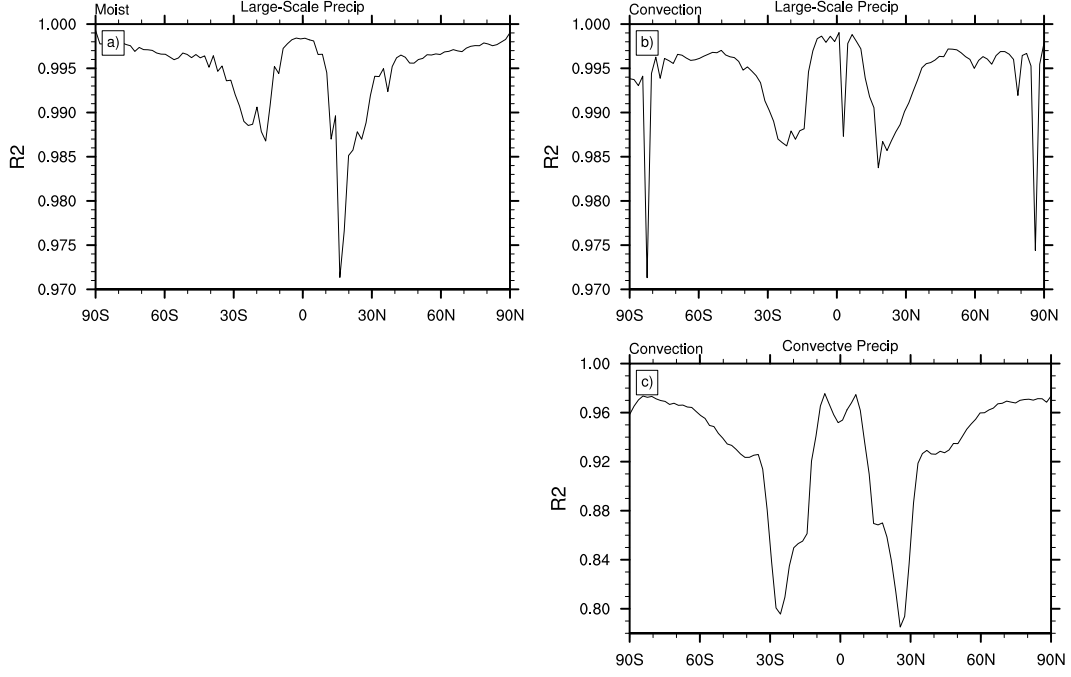 Moist Large-Scale Precip
a)
R2
1.000
0.995
0.990
0.985
0.980
0.975
0.970
90S 60S 30S 0 30N 60N 90N
Convection Large-Scale Precip
b)
R2
1.000
0.995
0.990
0.985
0.980
0.975
0.970
90S 60S 30S 0 30N 60N 90N
Convection Convectve Precip
c)
R2
1.00
0.96
0.92
0.88
0.84
0.80
90S 60S 30S 0 30N 60N 90N